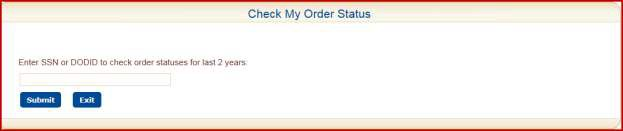 Check My Order Status
Enter SSN or DODID to check order statuses for last 2 years:
Submit Exit